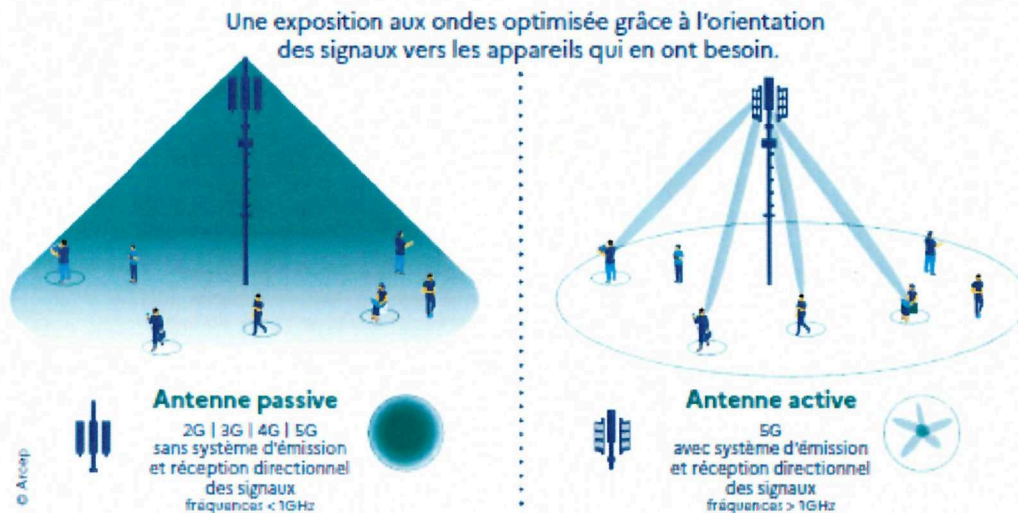 Une exposition aux ondes optimisée grâce à l'orientation
des signaux vers les appareils qui en ont besoin.
Antenne passive
2G | 3G | 4G | 5G
sans système d'émission
et réception directionnel
des signaux
fréquences < 1GHz
Antenne active
5G
avec système d'émission
et réception directionnel
des signaux
fréquences > 1GHz
© Arcep